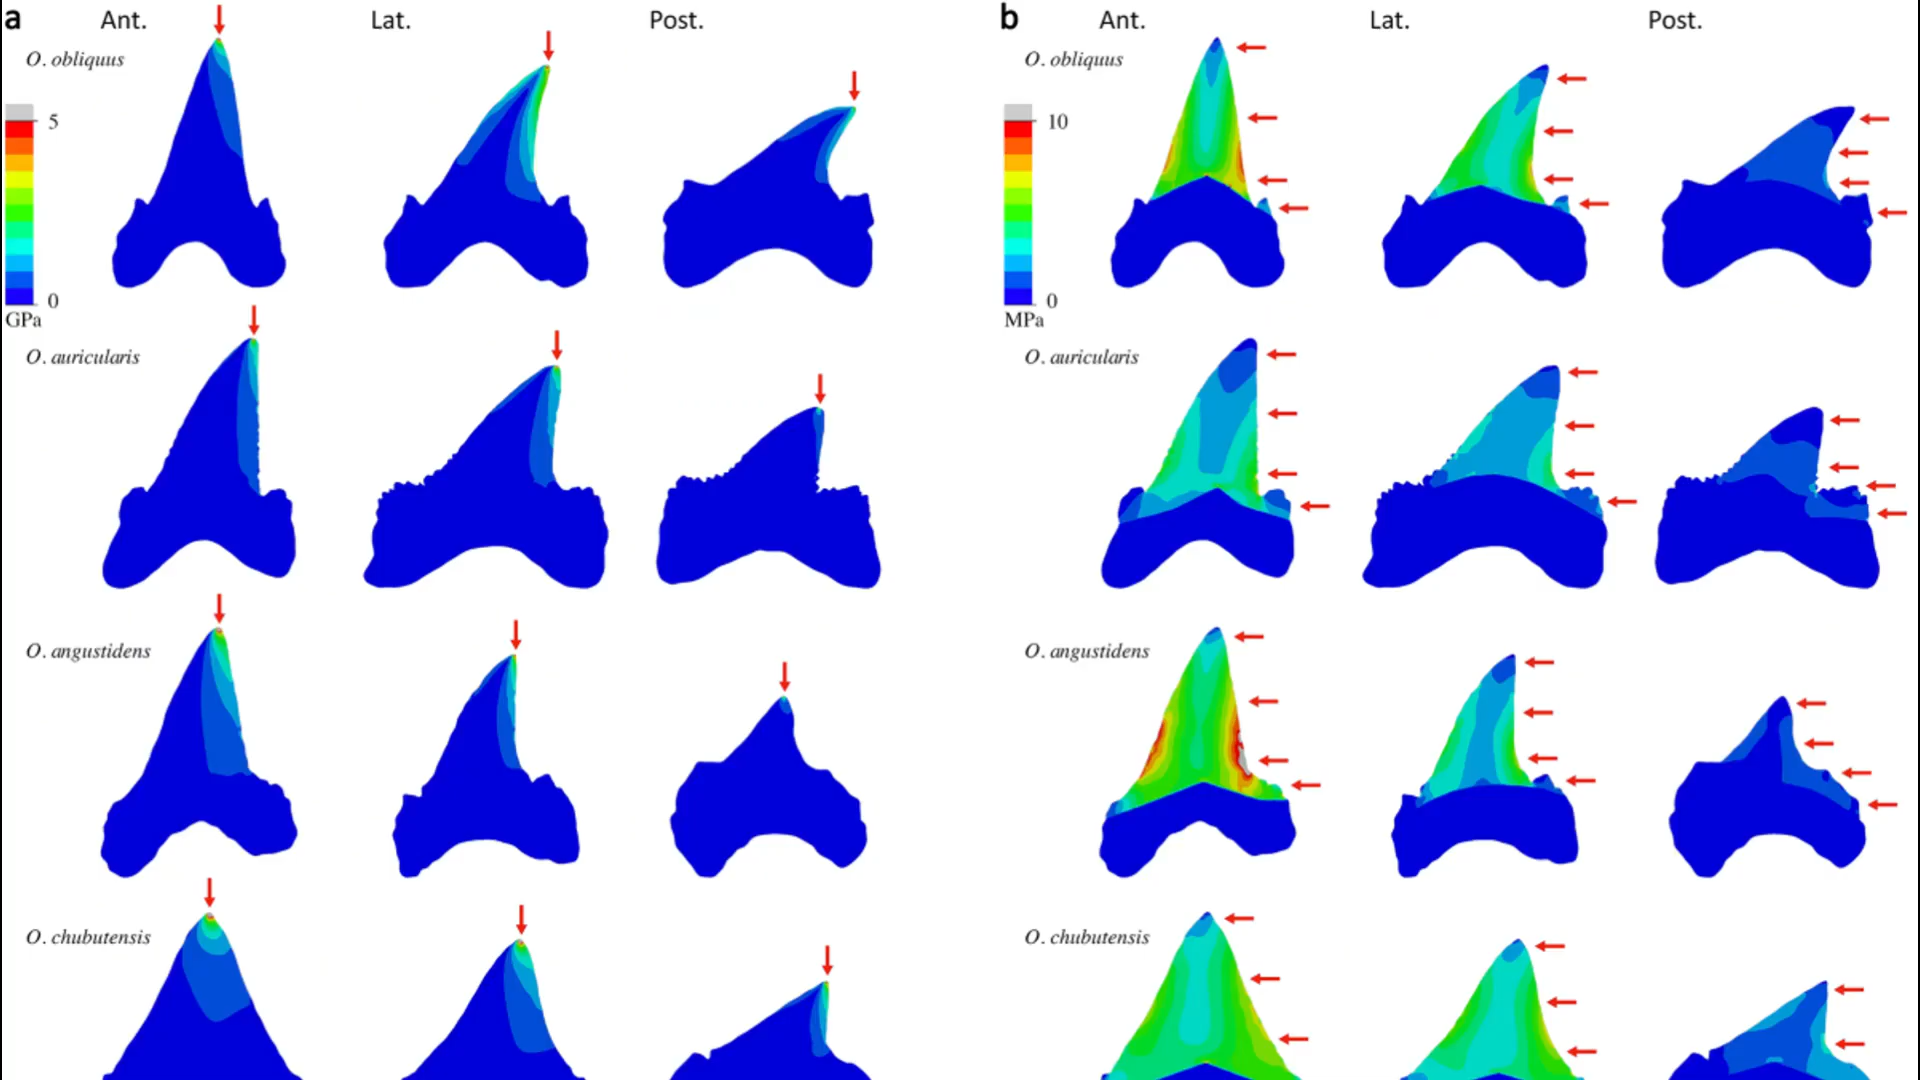 a Ant. Lat. Post.
O. obliquus
5
0
GPa
O. auricularis
O. angustidens
O. chubutensis
b Ant. Lat. Post.
O. obliquus
10
0
MPa
O. auricularis
O. angustidens
O. chubutensis